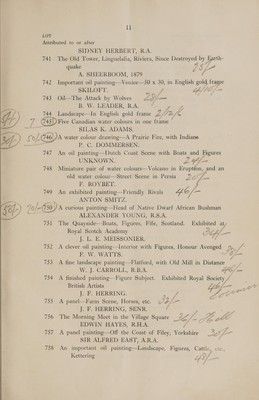 11
LOT
Attributed to or after
SIDNEY HERBERT, R.A.
741 The Old Tower, Linguafalia, Riviera, Since Destroyed by Earth-
quake 25/-
A. SHEERBOOM, 1879
742 Important oil painting—Venice—30 x 30, in English gold frame
SKILOFT.
743 Oil—The Attack by Wolves
B. W. LEADER, B.A.
744 Landscape—In English gold frame
745 Five Canadian water colours in one frame
SILAS K. ADAMS.
746 A water colour drawing—A Prairie Fire, with Indians
P. C. DOMMERSEN.
747 An oil painting—Dutch Coast Scene with Boats and Figures
UNKNOWN.
748 Miniature pair of water colours—Volcano in Eruption, and an
old water colour—Street Scene in Persia
F. ROYBET.
749 An exhibited painting—Friendly Rivals 46/-
ANTON SMITZ.
750 A curious painting—Head of Native Dwarf African Bushman
ALEXANDER YOUNG, R.S.A.
751 The Quayside—Boats, Figures, Fife, Scotland. Exhibited at
Royal Scotch Academy
J. L. E. MEISSONIER.
752 A clever oil painting—Interior with Figures, Honour Avenged
F. W. WATTS.
753 A fine landscape painting—Flatford, with Old Mill in Distance
W. J. CARROLL, R.B.A.
754 A finished painting—Figure Subject. Exhibited Royal Society
British Artists
J. F. HERRING.
755 A panel—Farm Scene, Horses, etc. 32/-
J. F. HERRING, SENR.
756 The Morning Meet in the Village Square 36/-
EDWIN HAYES, R.H.A.
757 A panel painting—Off the Coast of Filey, Yorkshire
SIR ALFRED EAST, A.R.A.
758 An important oil painting—Landscape, Figures, Cattle, etc.,
Kettering